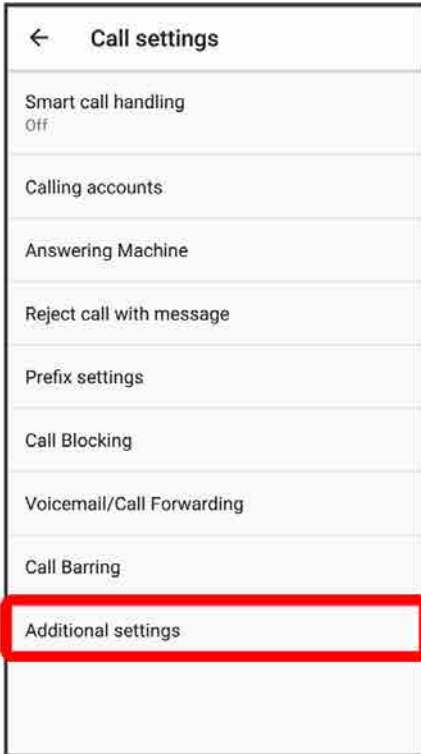 Call settings
Smart call handling
Off
Calling accounts
Answering Machine
Reject call with message
Prefix settings
Call Blocking
Voicemail/Call Forwarding
Call Barring
Additional settings